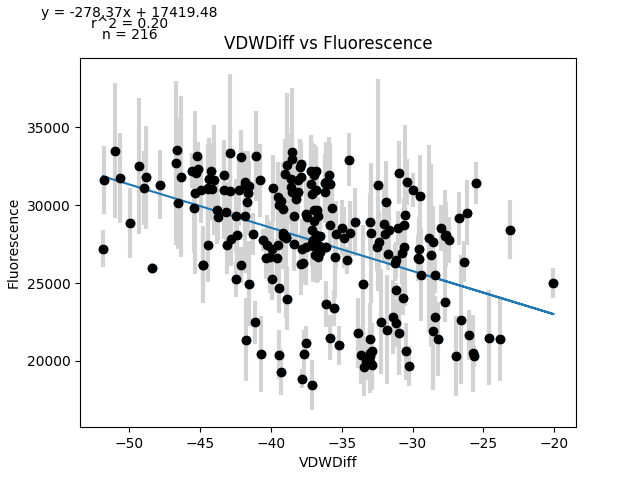 y = -278.37x + 17419.48
r^2 = 0.20
n = 216
VDWDiff vs Fluorescence
35000
30000
25000
20000
Fluorescence
−50 −45 −40 −35 −30 −25 −20
VDWDiff